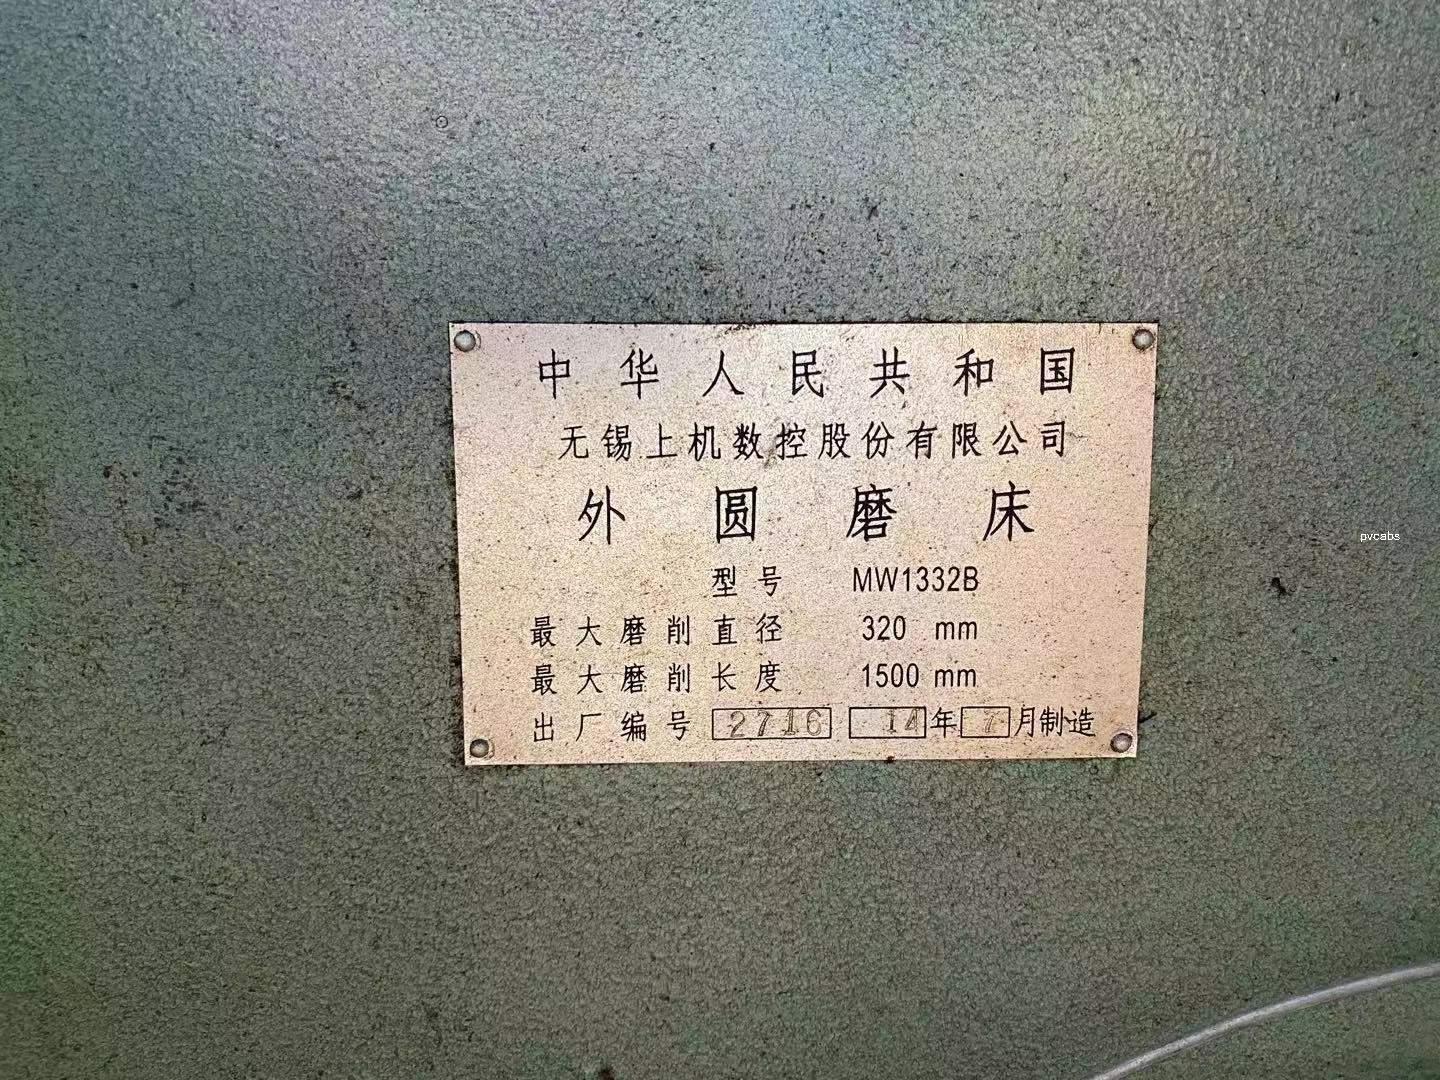 中华人民共和国
无锡上机数控股份有限公司
外圆磨床
型号 MW1332B
最大磨削直径 320 mm
最大磨削长度 1500 mm
出厂编号 2716 14年7月制造
pvcabs